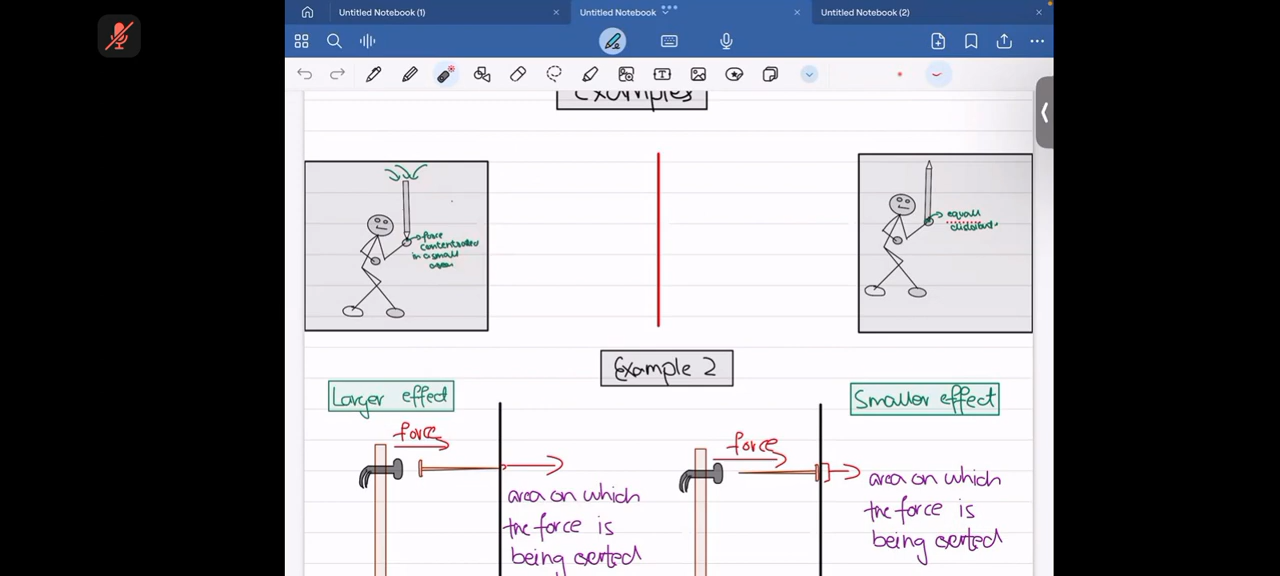 Untitled Notebook (1)
Untitled Notebook
Untitled Notebook (2)
Examples
force
concentrated
in a small
area
equall
distribut.
Example 2
Larger effect
Smaller effect
force
force
area on which
the force is
being exerted
area on which
the force is
being exerted